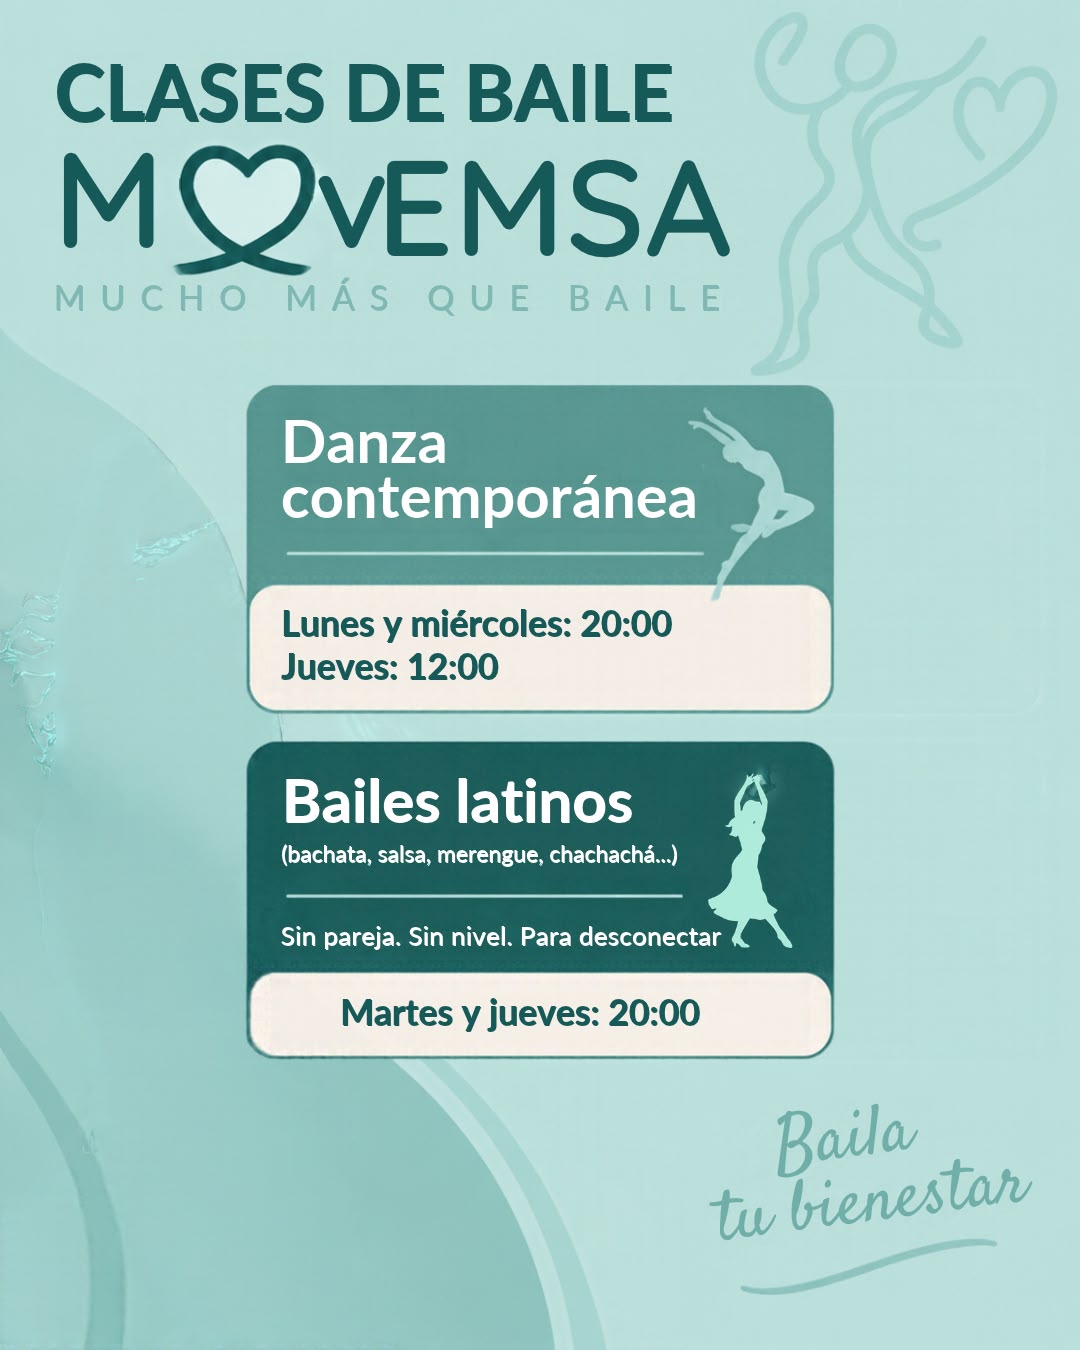 CLASES DE BAILE
MOVEMSA
MUCHO MÁS QUE BAILE
Danza
contemporánea
Lunes y miércoles: 20:00
Jueves: 12:00
Bailes latinos
(bachata, salsa, merengue, chachachá...)
Sin pareja. Sin nivel. Para desconectar
Martes y jueves: 20:00
Baila
tu bienestar